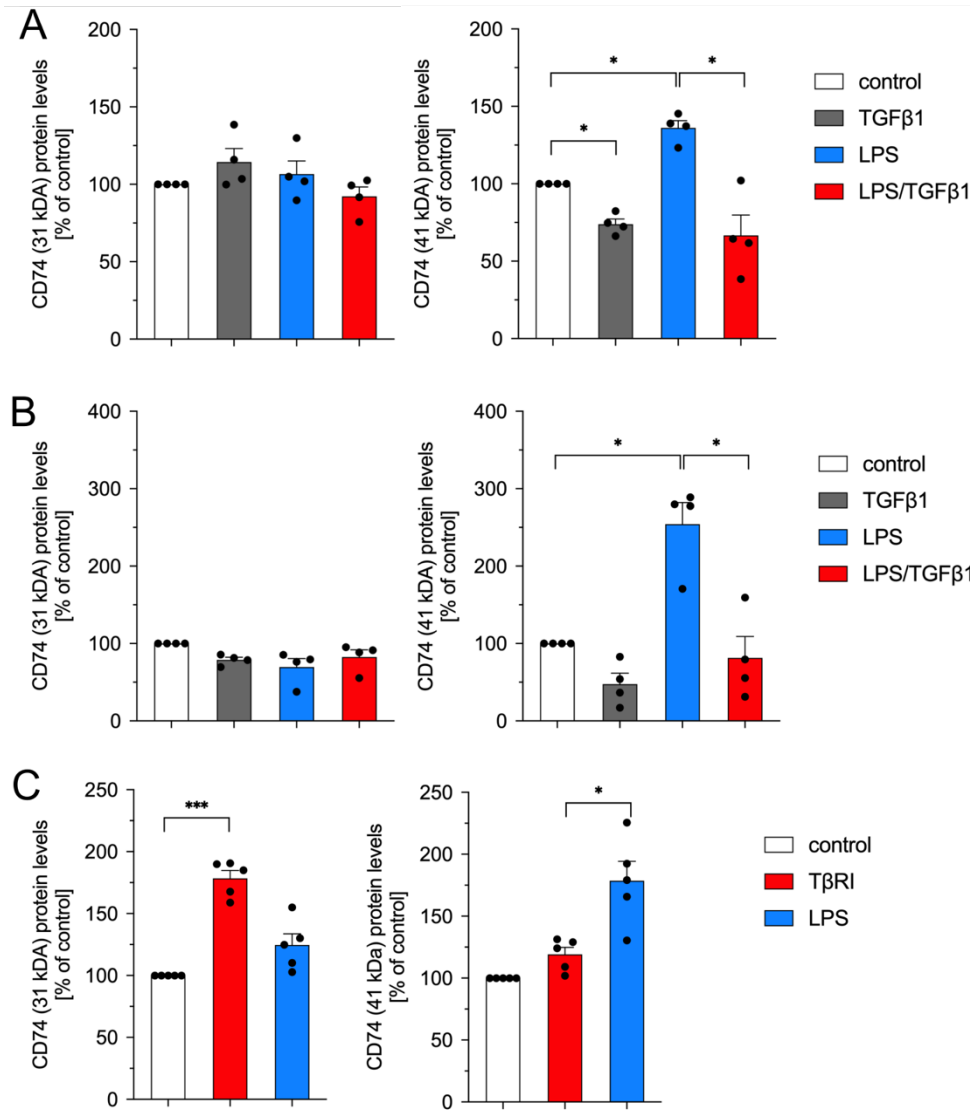 A
CD74 (31 kDA) protein levels
[% of control]
200
150
100
50
0
CD74 (41 kDA) protein levels
[% of control]
200
150
100
50
0
*
*
*
control
TGFβ1
LPS
LPS/TGFβ1
B
CD74 (31 kDA) protein levels
[% of control]
400
300
200
100
0
CD74 (41 kDA) protein levels
[% of control]
400
300
200
100
0
*
*
control
TGFβ1
LPS
LPS/TGFβ1
C
CD74 (31 kDA) protein levels
[% of control]
250
200
150
100
50
0
***
CD74 (41 kDa) protein levels
[% of control]
250
200
150
100
50
0
*
control
TβRI
LPS